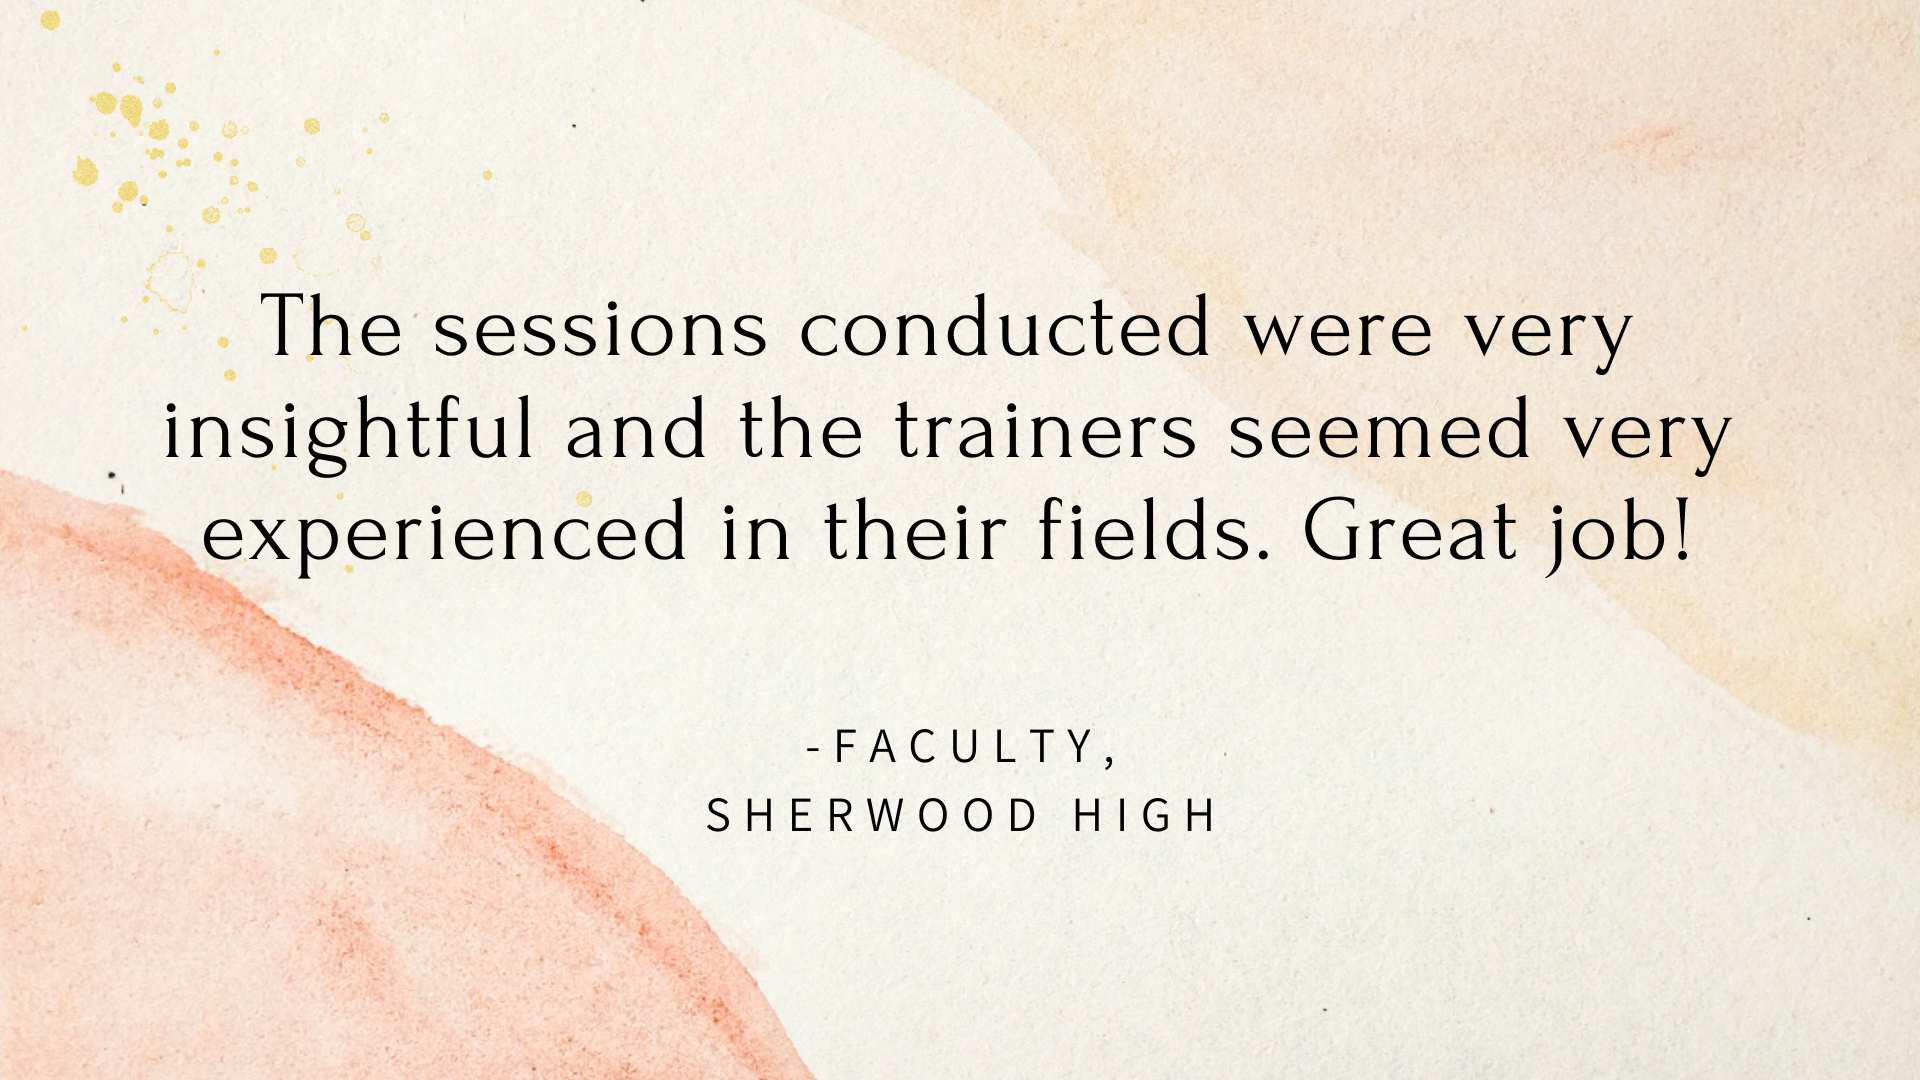 The sessions conducted were very
insightful and the trainers seemed very
experienced in their fields. Great job!
-FACULTY,
SHERWOOD HIGH